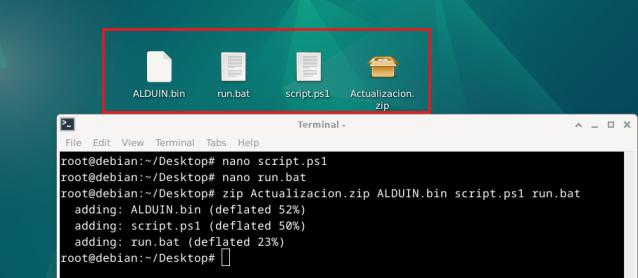 ALDUIN.bin
run.bat
script.ps1
Actualizacion.
zip
Terminal -
File Edit View Terminal Tabs Help
root@debian:~/Desktop# nano script.ps1
root@debian:~/Desktop# nano run.bat
root@debian:~/Desktop# zip Actualizacion.zip ALDUIN.bin script.ps1 run.bat
  adding: ALDUIN.bin (deflated 52%)
  adding: script.ps1 (deflated 50%)
  adding: run.bat (deflated 23%)
root@debian:~/Desktop#